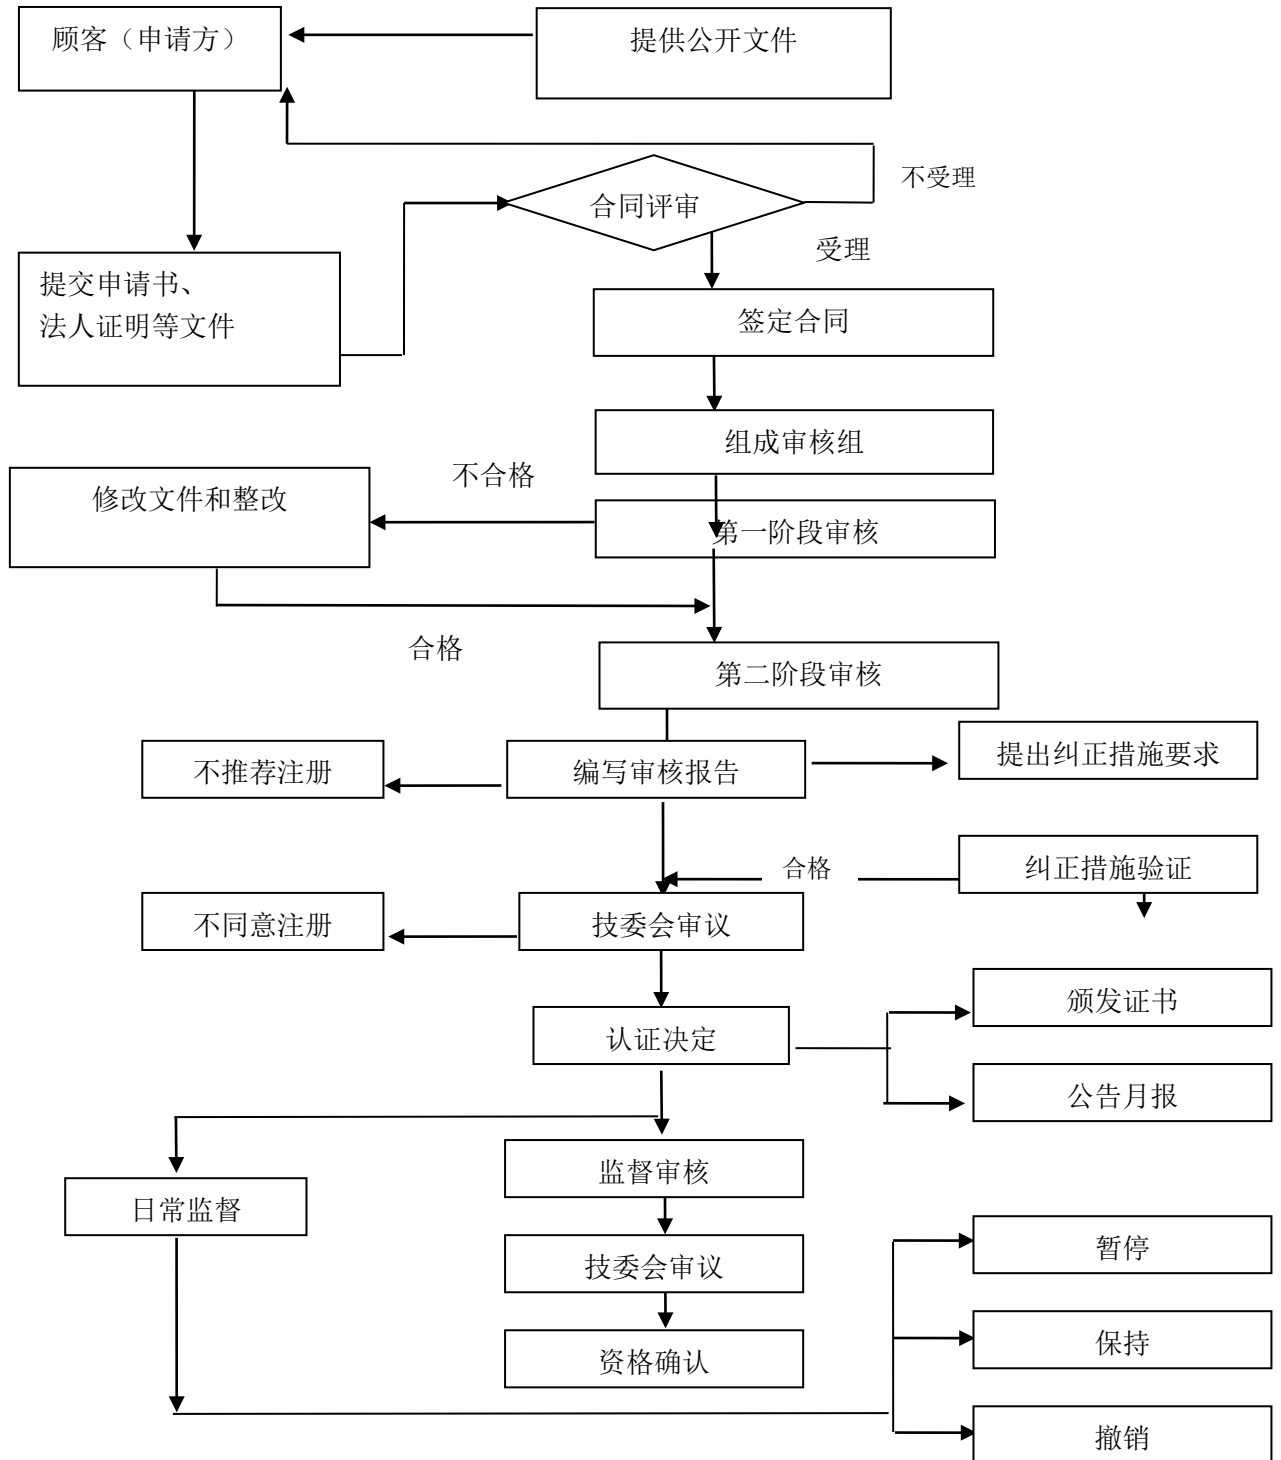 顾客（申请方）
提供公开文件
不受理
合同评审
受理
提交申请书、
法人证明等文件
签定合同
组成审核组
不合格
修改文件和整改
第一阶段审核
合格
第二阶段审核
不推荐注册
编写审核报告
提出纠正措施要求
合格
纠正措施验证
不同意注册
技委会审议
颁发证书
认证决定
公告月报
监督审核
日常监督
暂停
技委会审议
保持
资格确认
撤销